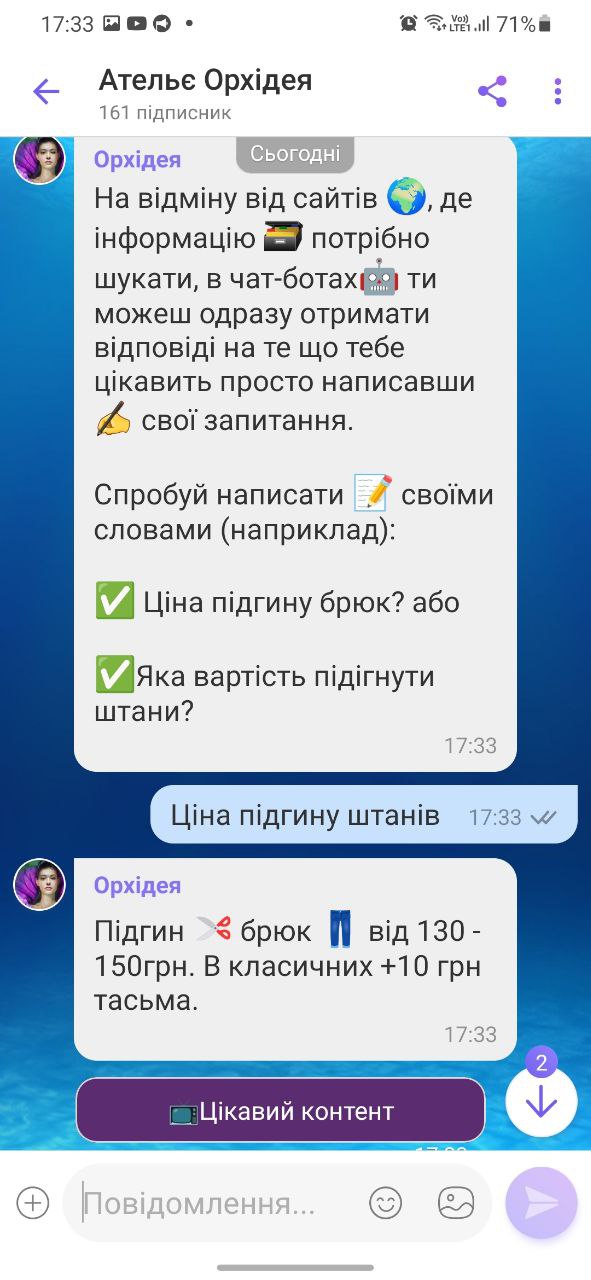 17:33
Vo)) LTE1 71%
Ательє Орхідея
161 підписник
Сьогодні
Орхідея
На відміну від сайтів 🌍, де
інформацію 🗃️ потрібно
шукати, в чат-ботах🤖 ти
можеш одразу отримати
відповіді на те що тебе
цікавить просто написавши
✍️ свої запитання.
Спробуй написати 📝 своїми
словами (наприклад):
✅ Ціна підгину брюк? або
✅Яка вартість підігнути
штани?
17:33
Ціна підгину штанів 17:33
Орхідея
Підгин ✂️ брюк 👖 від 130 -
150грн. В класичних +10 грн
тасьма.
17:33
2
📺Цікавий контент
Повідомлення...